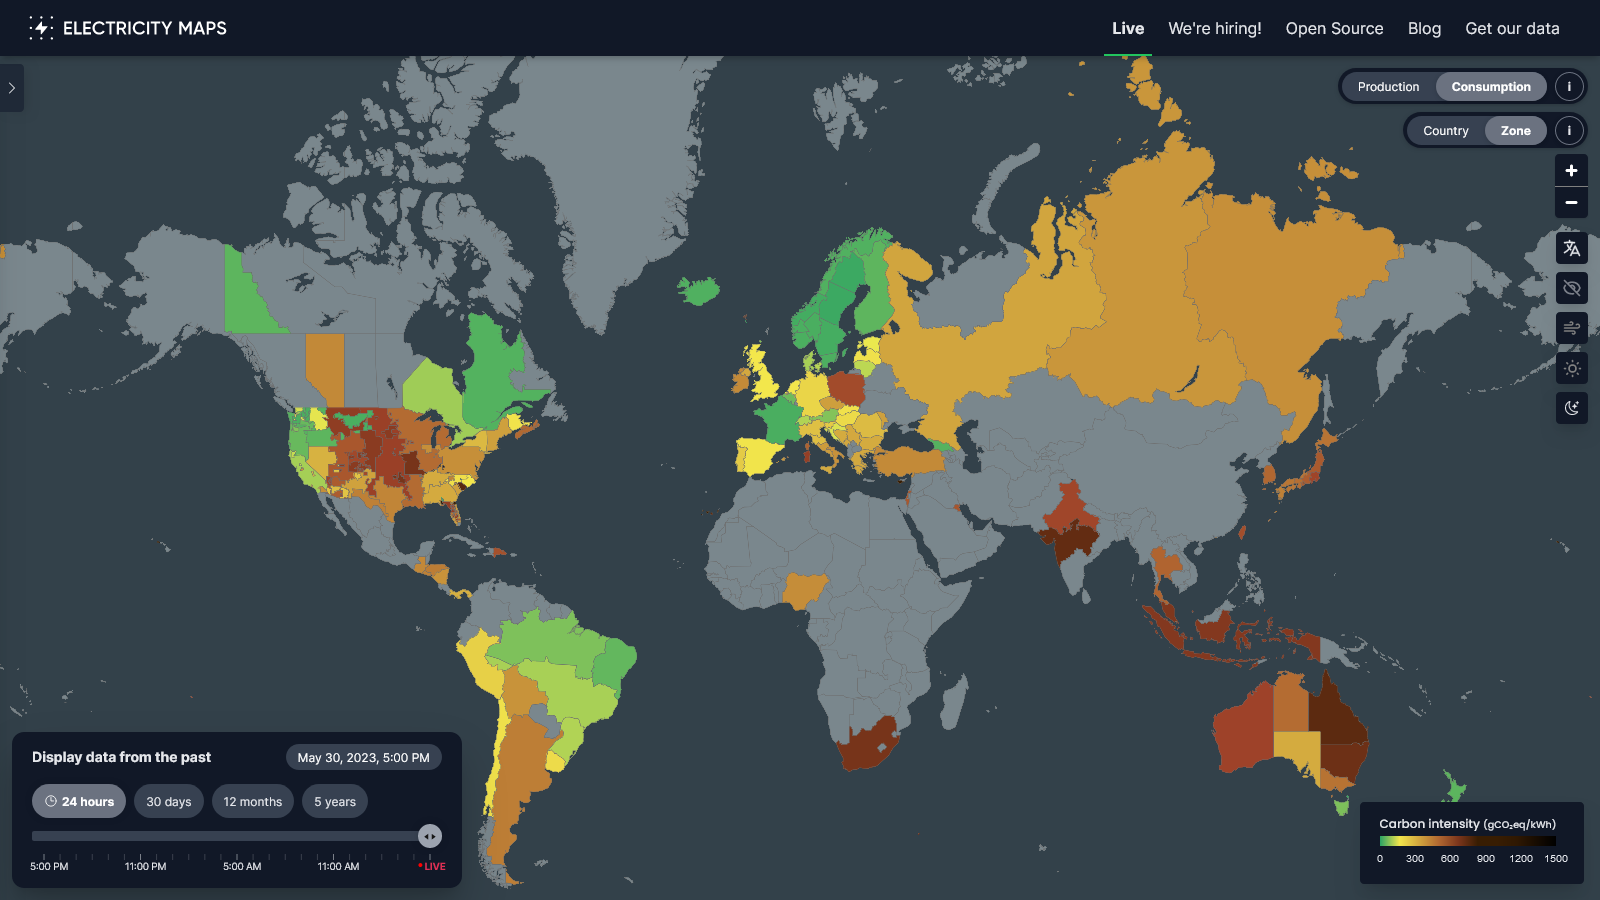 ELECTRICITY MAPS
Live We're hiring! Open Source Blog Get our data
Production Consumption i
Country Zone i
Display data from the past May 30, 2023, 5:00 PM
24 hours 30 days 12 months 5 years
5:00 PM 11:00 PM 5:00 AM 11:00 AM • LIVE
Carbon intensity (gCO₂eq/kWh)
0 300 600 900 1200 1500